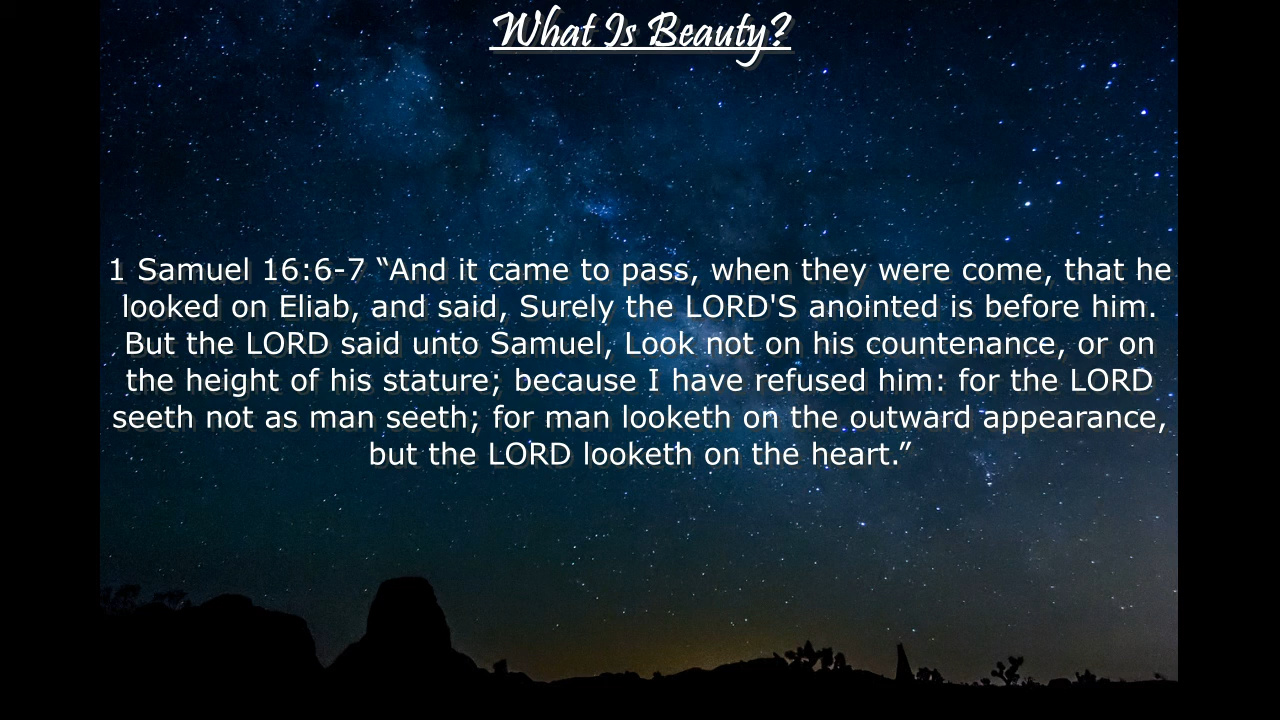 What Is Beauty?
1 Samuel 16:6-7 “And it came to pass, when they were come, that he
looked on Eliab, and said, Surely the LORD'S anointed is before him.
But the LORD said unto Samuel, Look not on his countenance, or on
the height of his stature; because I have refused him: for the LORD
seeth not as man seeth; for man looketh on the outward appearance,
but the LORD looketh on the heart.”